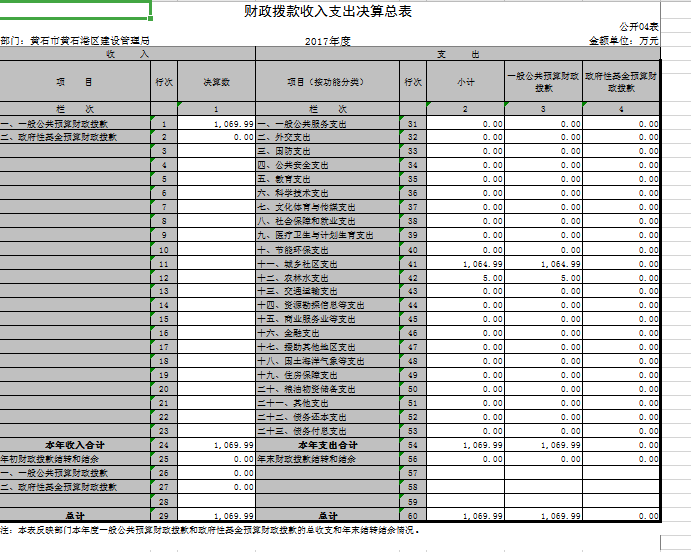 财政拨款收入支出决算总表
公开04表
部门：黄石市黄石港区建设管理局 2017年度 金额单位：万元
收 入 支 出
项 目 行次 决算数 项目（按功能分类） 行次 小计 一般公共预算财政拨款 政府性基金预算财政拨款
栏 次 1 栏 次 2 3 4
一、一般公共预算财政拨款 1 1,069.99 一、一般公共服务支出 31 0.00 0.00 0.00
二、政府性基金预算财政拨款 2 0.00 二、外交支出 32 0.00 0.00 0.00
3 三、国防支出 33 0.00 0.00 0.00
4 四、公共安全支出 34 0.00 0.00 0.00
5 五、教育支出 35 0.00 0.00 0.00
6 六、科学技术支出 36 0.00 0.00 0.00
7 七、文化体育与传媒支出 37 0.00 0.00 0.00
8 八、社会保障和就业支出 38 0.00 0.00 0.00
9 九、医疗卫生与计划生育支出 39 0.00 0.00 0.00
10 十、节能环保支出 40 0.00 0.00 0.00
11 十一、城乡社区支出 41 1,064.99 1,064.99 0.00
12 十二、农林水支出 42 5.00 5.00 0.00
13 十三、交通运输支出 43 0.00 0.00 0.00
14 十四、资源勘探信息等支出 44 0.00 0.00 0.00
15 十五、商业服务业等支出 45 0.00 0.00 0.00
16 十六、金融支出 46 0.00 0.00 0.00
17 十七、援助其他地区支出 47 0.00 0.00 0.00
18 十八、国土海洋气象等支出 48 0.00 0.00 0.00
19 十九、住房保障支出 49 0.00 0.00 0.00
20 二十、粮油物资储备支出 50 0.00 0.00 0.00
21 二十一、其他支出 51 0.00 0.00 0.00
22 二十二、债务还本支出 52 0.00 0.00 0.00
23 二十三、债务付息支出 53 0.00 0.00 0.00
本年收入合计 24 1,069.99 本年支出合计 54 1,069.99 1,069.99 0.00
年初财政拨款结转和结余 25 0.00 年末财政拨款结转和结余 56 0.00 0.00 0.00
一、一般公共预算财政拨款 26 0.00 57
二、政府性基金预算财政拨款 27 0.00 58
28 59
总计 29 1,069.99 总计 60 1,069.99 1,069.99 0.00
注：本表反映部门本年度一般公共预算财政拨款和政府性基金预算财政拨款的总收支和年末结转结余情况。